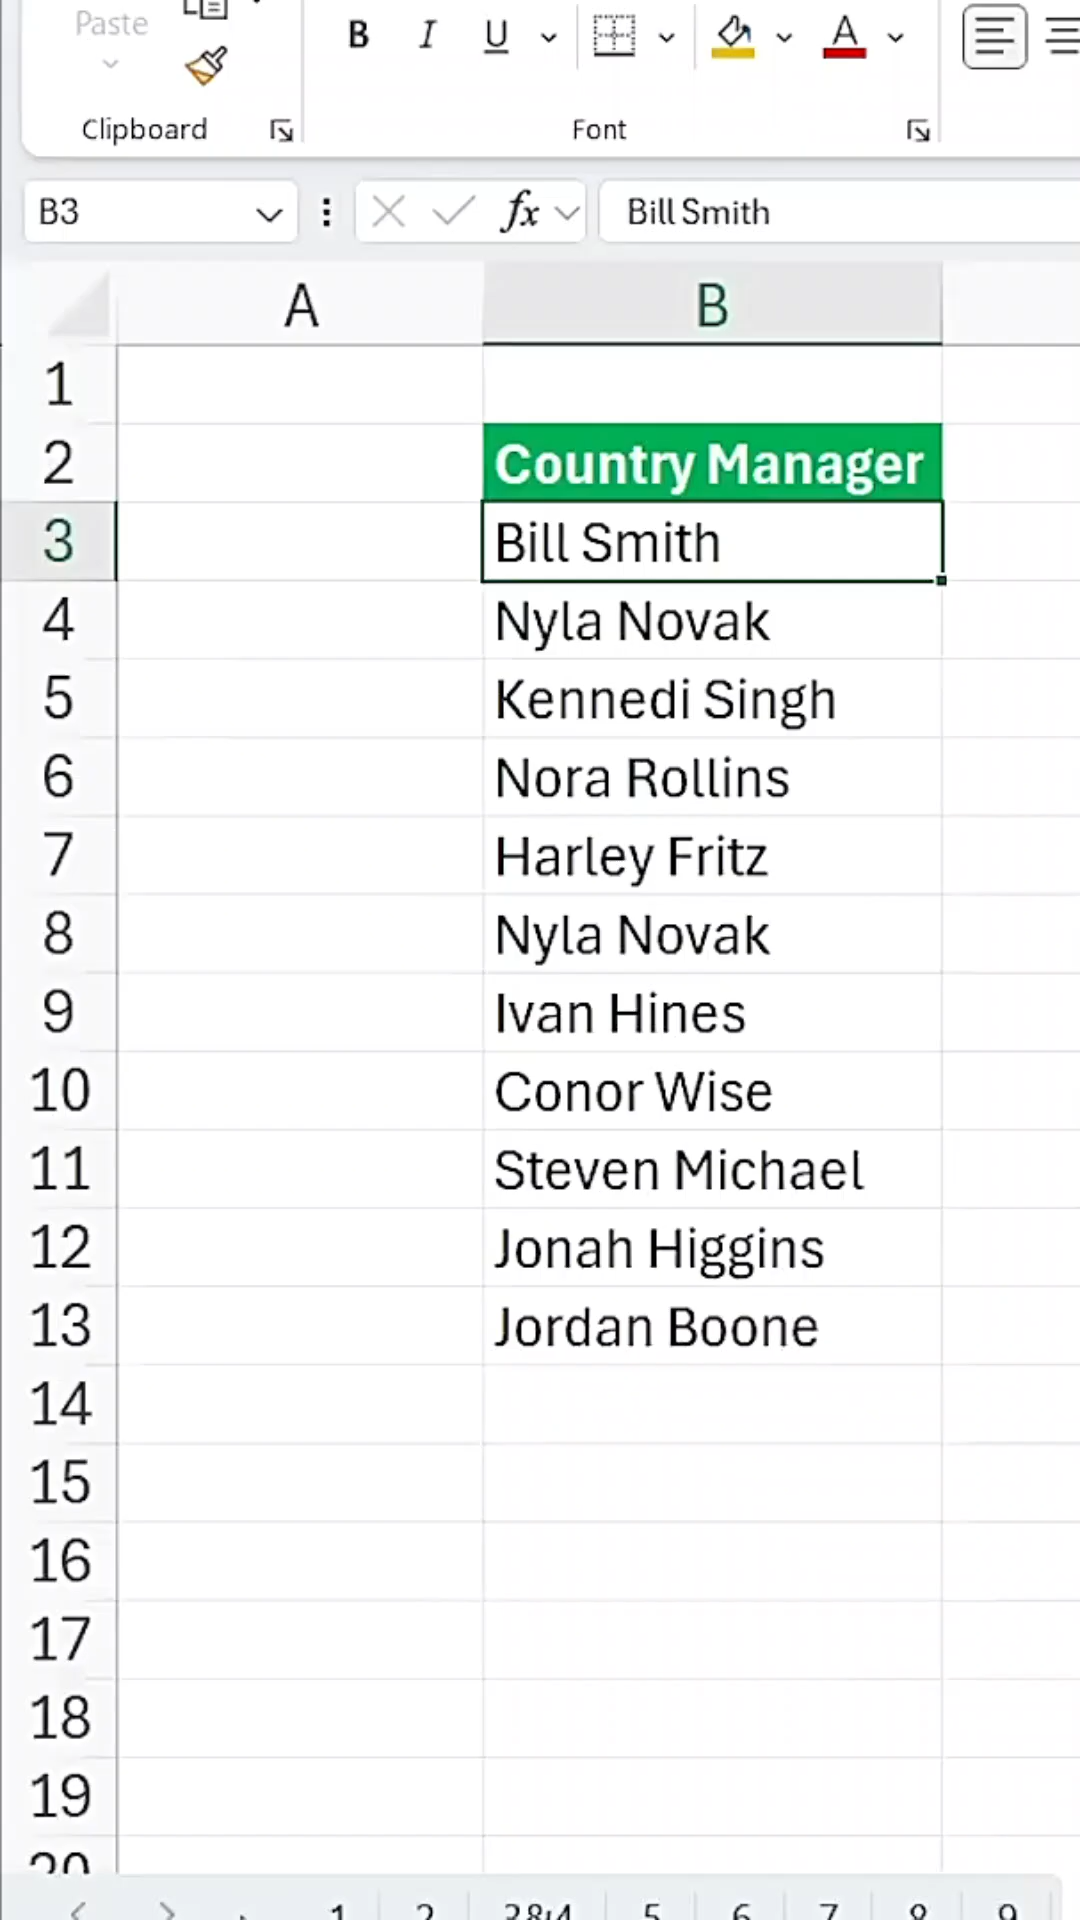 Paste
B I U A
Clipboard Font
B3 fx Bill Smith
A B
1
2 Country Manager
3 Bill Smith
4 Nyla Novak
5 Kennedi Singh
6 Nora Rollins
7 Harley Fritz
8 Nyla Novak
9 Ivan Hines
10 Conor Wise
11 Steven Michael
12 Jonah Higgins
13 Jordan Boone
14
15
16
17
18
19
20
1 2 3&4 5 6 7 8 9